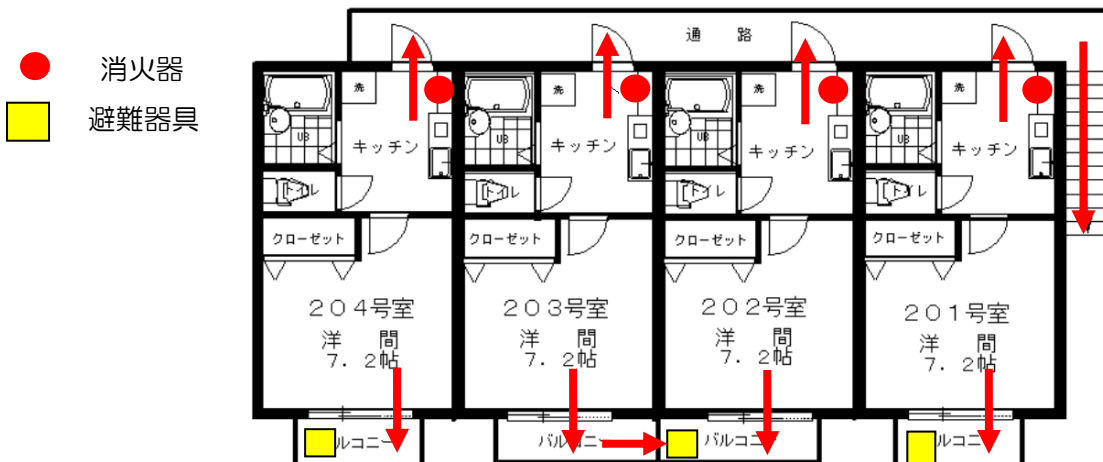 通 路
消火器
避難器具
洗
洗
洗
洗
UB
UB
UB
UB
キッチン
キッチン
キッチン
キッチン
トイレ
トイレ
トイレ
トイレ
クローゼット
クローゼット
クローゼット
クローゼット
204号室
洋 間
7.2帖
203号室
洋 間
7.2帖
202号室
洋 間
7.2帖
201号室
洋 間
7.2帖
ルコニー
バルコニー
バルコニー
ルコニー